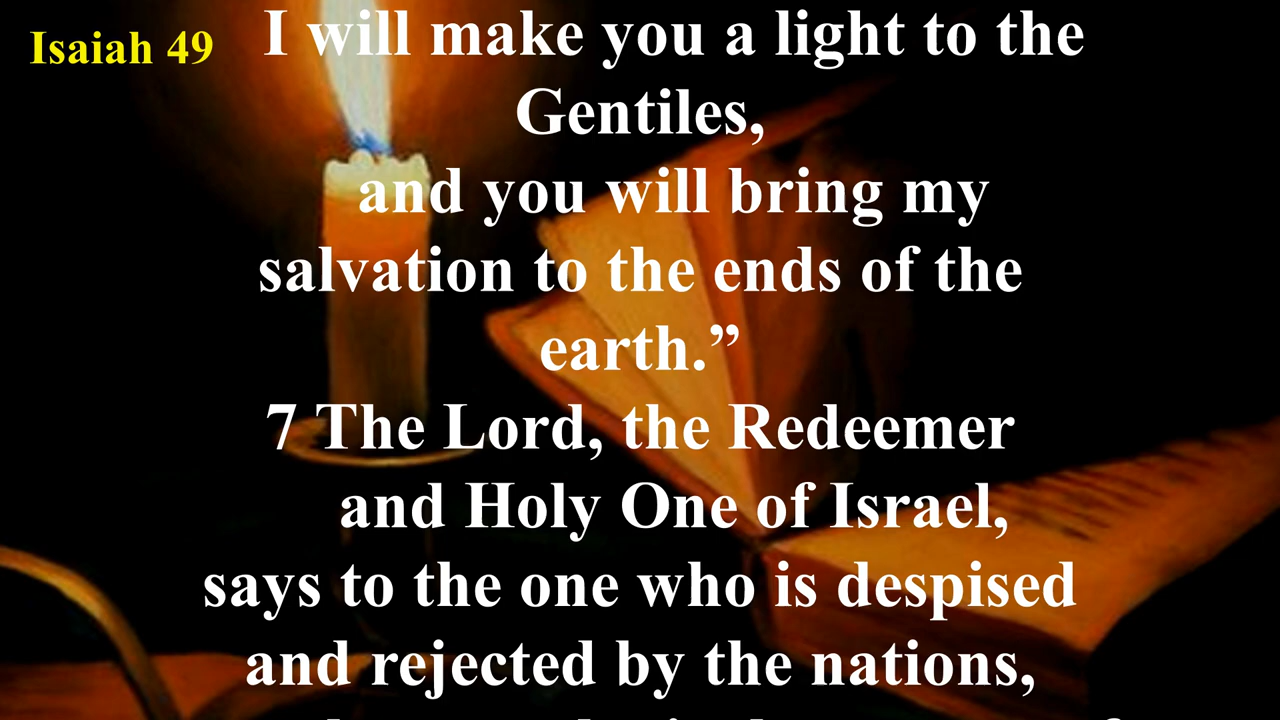 Isaiah 49
I will make you a light to the
Gentiles,
and you will bring my
salvation to the ends of the
earth.”
7 The Lord, the Redeemer
and Holy One of Israel,
says to the one who is despised
and rejected by the nations,